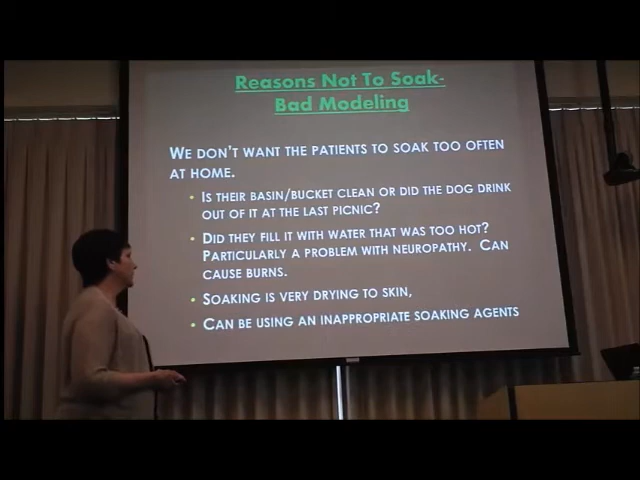 Reasons Not To Soak-
Bad Modeling
We don't want the patients to soak too often
at home.
• Is their basin/bucket clean or did the dog drink
out of it at the last picnic?
• Did they fill it with water that was too hot?
Particularly a problem with neuropathy. Can
cause burns.
• Soaking is very drying to skin,
• Can be using an inappropriate soaking agents